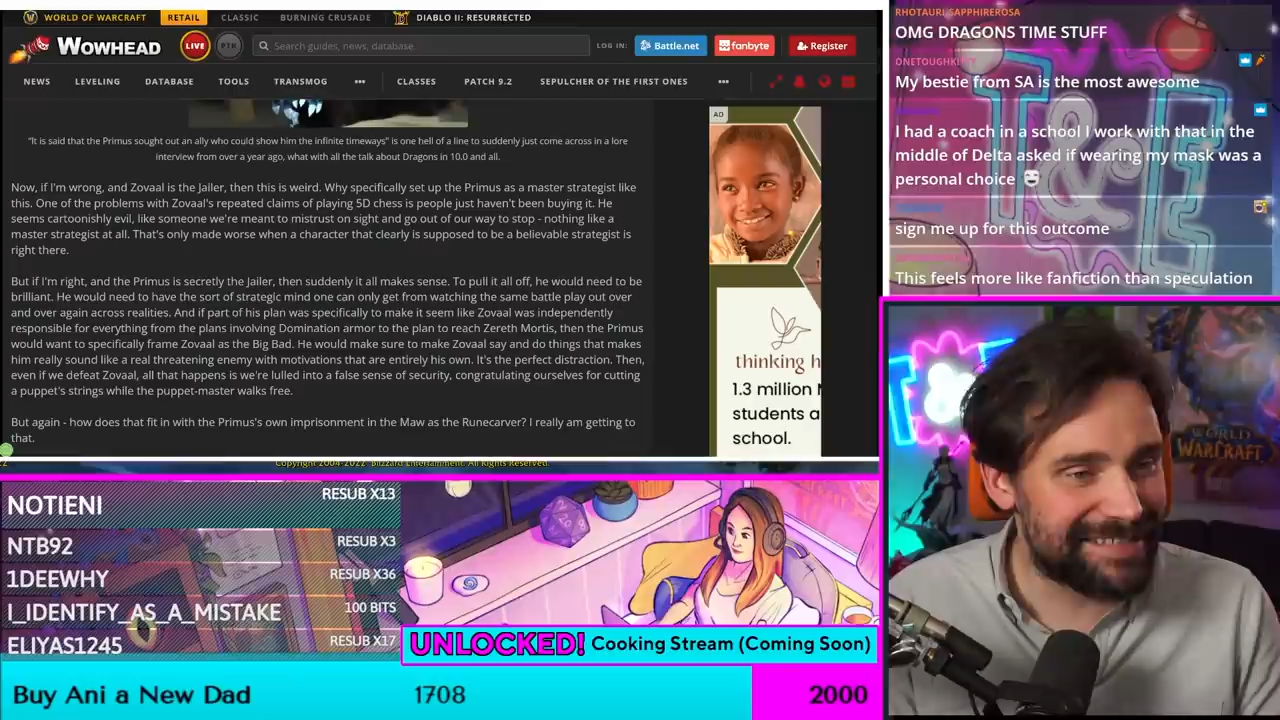 WORLD OF WARCRAFT RETAIL CLASSIC BURNING CRUSADE DIABLO II: RESURRECTED
WOWHEAD LIVE PTR Search guides, news, database LOG IN: Battle.net fanbyte Register
NEWS LEVELING DATABASE TOOLS TRANSMOG ••• CLASSES PATCH 9.2 SEPULCHER OF THE FIRST ONES •••
"It is said that the Primus sought out an ally who could show him the infinite timeways" is one hell of a line to suddenly just come across in a lore
interview from over a year ago, what with all the talk about Dragons in 10.0 and all.
Now, if I'm wrong, and Zovaal is the Jailer, then this is weird. Why specifically set up the Primus as a master strategist like
this. One of the problems with Zovaal's repeated claims of playing 5D chess is people just haven't been buying it. He
seems cartoonishly evil, like someone we're meant to mistrust on sight and go out of our way to stop - nothing like a
master strategist at all. That's only made worse when a character that clearly is supposed to be a believable strategist is
right there.
But if I'm right, and the Primus is secretly the Jailer, then suddenly it all makes sense. To pull it all off, he would need to be
brilliant. He would need to have the sort of strategic mind one can only get from watching the same battle play out over
and over again across realities. And if part of his plan was specifically to make it seem like Zovaal was independently
responsible for everything from the plans involving Domination armor to the plan to reach Zereth Mortis, then the Primus
would want to specifically frame Zovaal as the Big Bad. He would make sure to make Zovaal say and do things that makes
him really sound like a real threatening enemy with motivations that are entirely his own. It's the perfect distraction. Then,
even if we defeat Zovaal, all that happens is we're lulled into a false sense of security, congratulating ourselves for cutting
a puppet's strings while the puppet-master walks free.
But again - how does that fit in with the Primus's own imprisonment in the Maw as the Runecarver? I really am getting to
that.
AD
thinking h
1.3 million
students a
school.
Copyright 2004-2022 Blizzard Entertainment. All Rights Reserved.
RHOTAURI SAPPHIREROSA
OMG DRAGONS TIME STUFF
My bestie from SA is the most awesome
I had a coach in a school I work with that in the
middle of Delta asked if wearing my mask was a
personal choice
sign me up for this outcome
This feels more like fanfiction than speculation
WORLD
WARCRAFT
NOTIENI RESUB X13
NTB92 RESUB X3
1DEEWHY RESUB X36
I_IDENTIFY_AS_A_MISTAKE 100 BITS
ELIYAS1245 RESUB X17
UNLOCKED! Cooking Stream (Coming Soon)
Buy Ani a New Dad 1708 2000